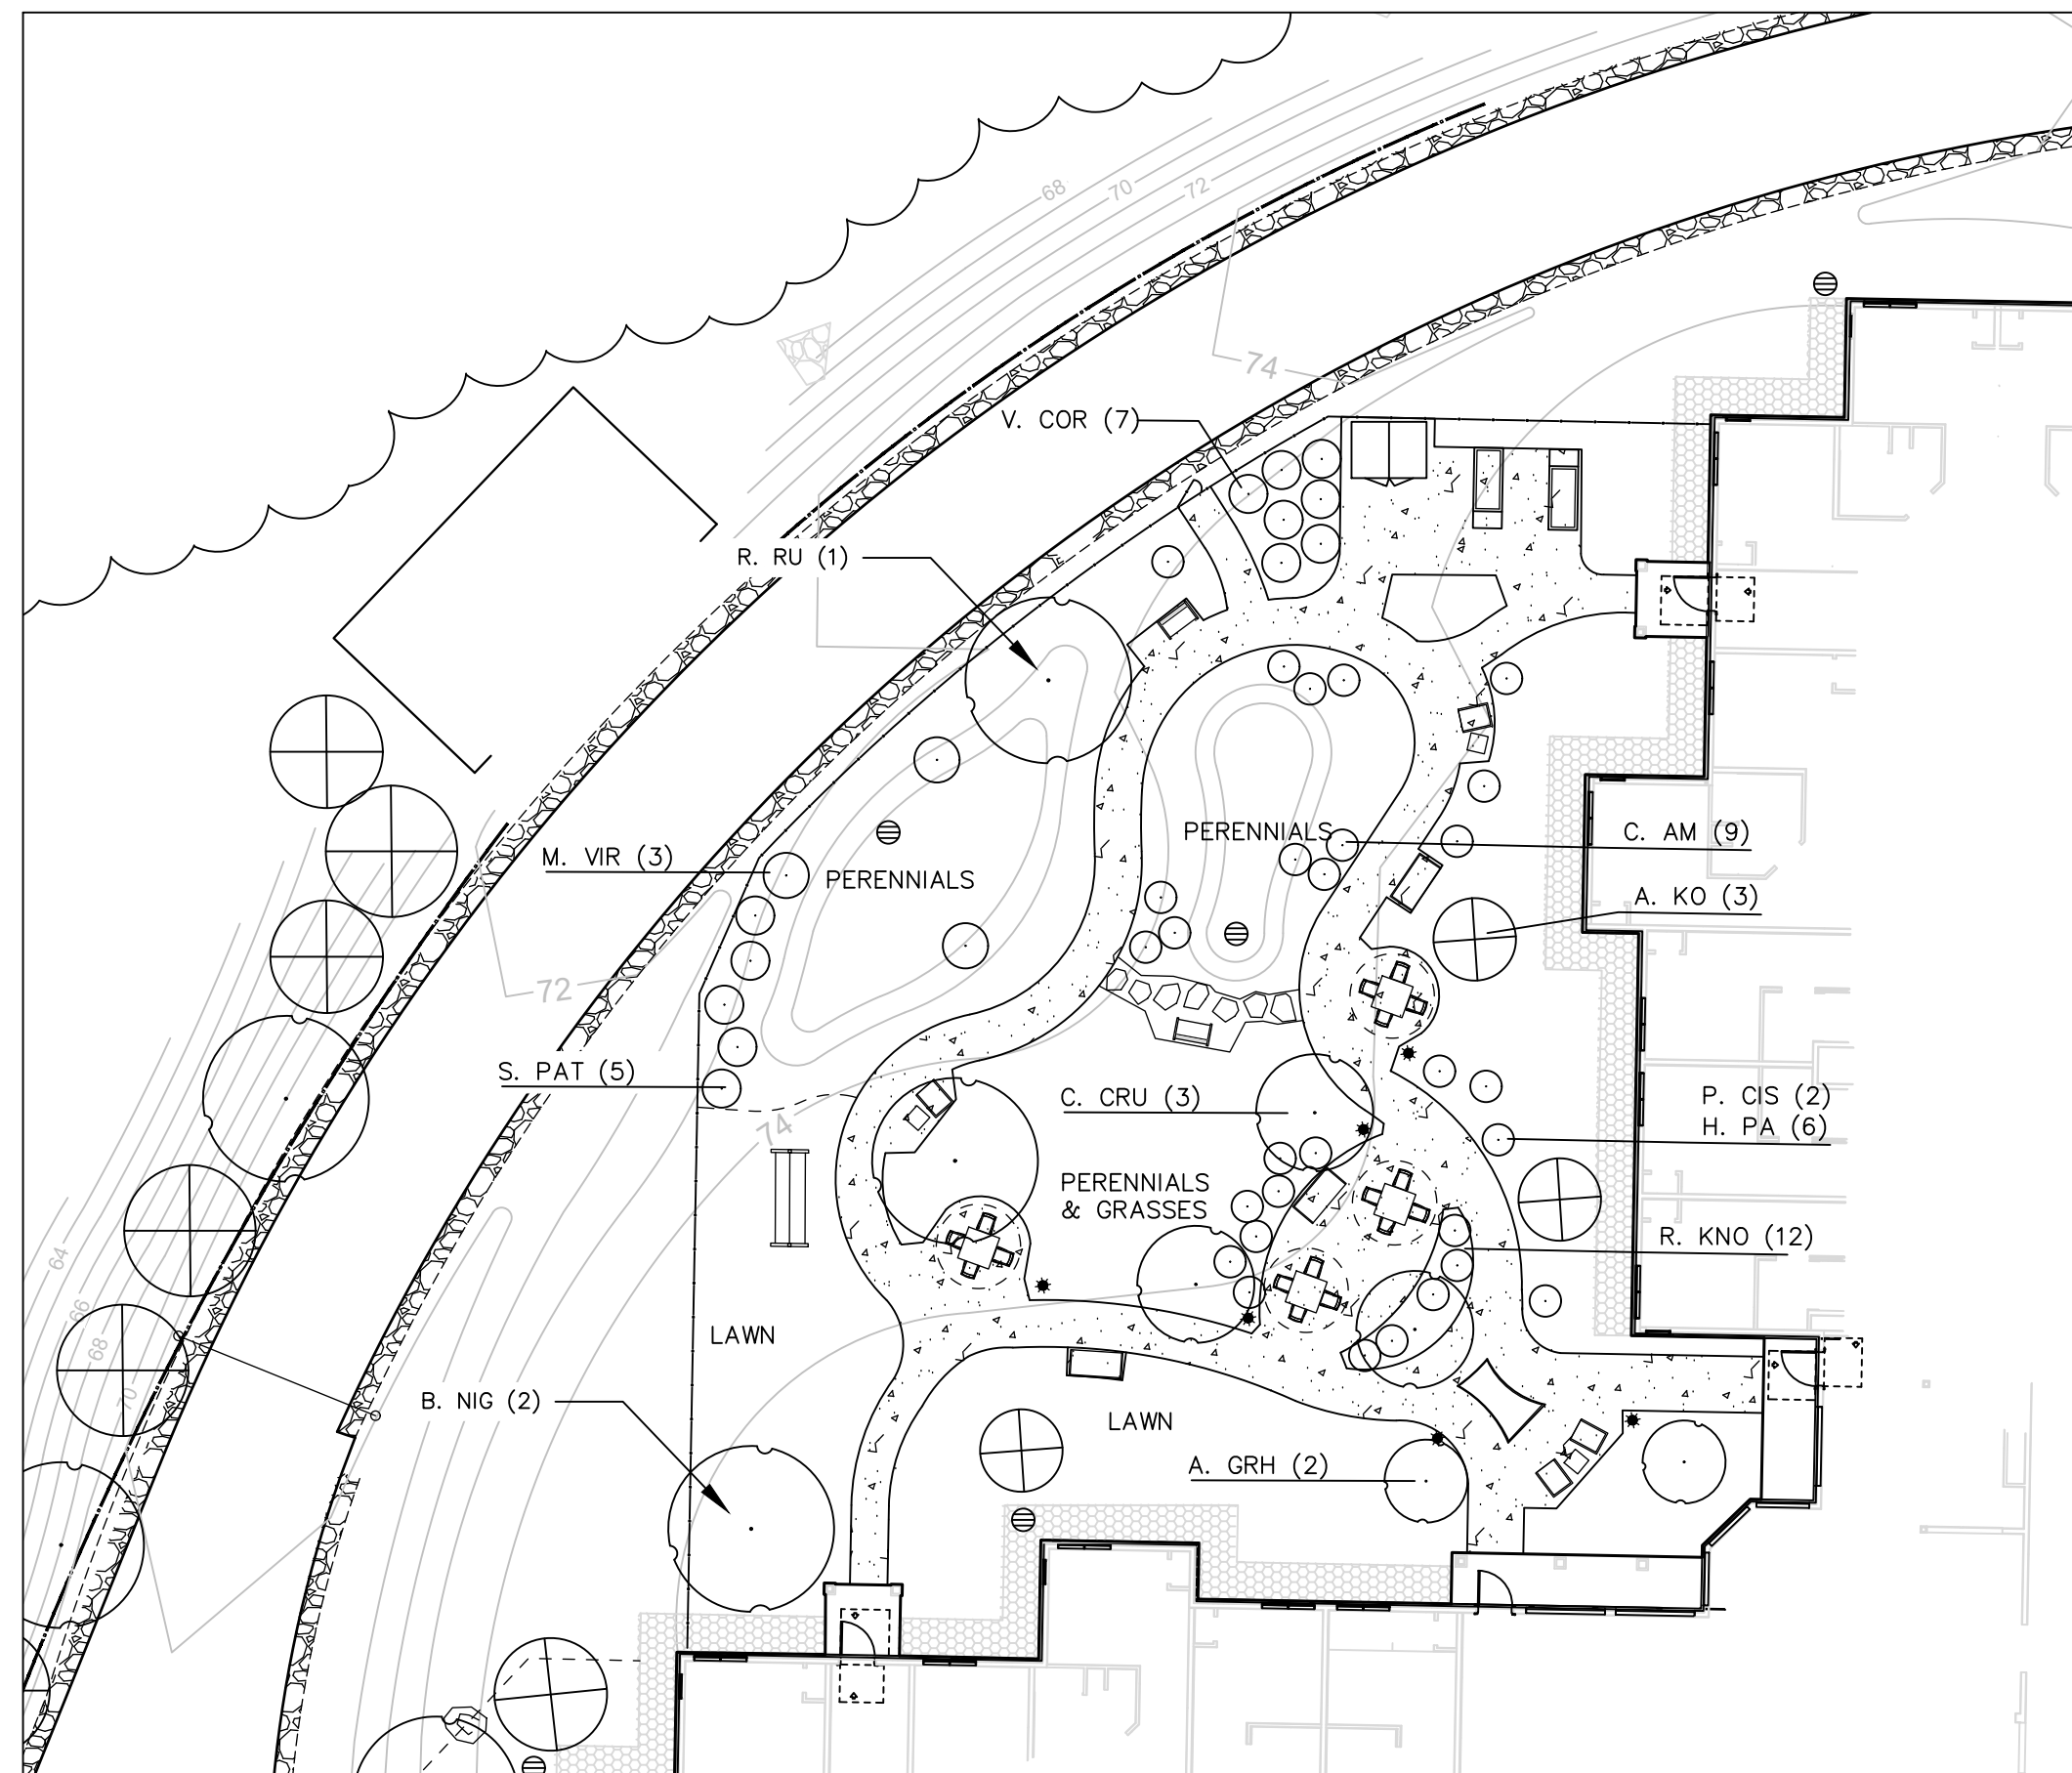 68
70
72
74
V. COR (7)
R. RU (1)
PERENNIALS
C. AM (9)
M. VIR (3)
PERENNIALS
A. KO (3)
72
S. PAT (5)
C. CRU (3)
P. CIS (2)
H. PA (6)
74
PERENNIALS
& GRASSES
R. KNO (12)
64
66
68
70
LAWN
B. NIG (2)
LAWN
A. GRH (2)